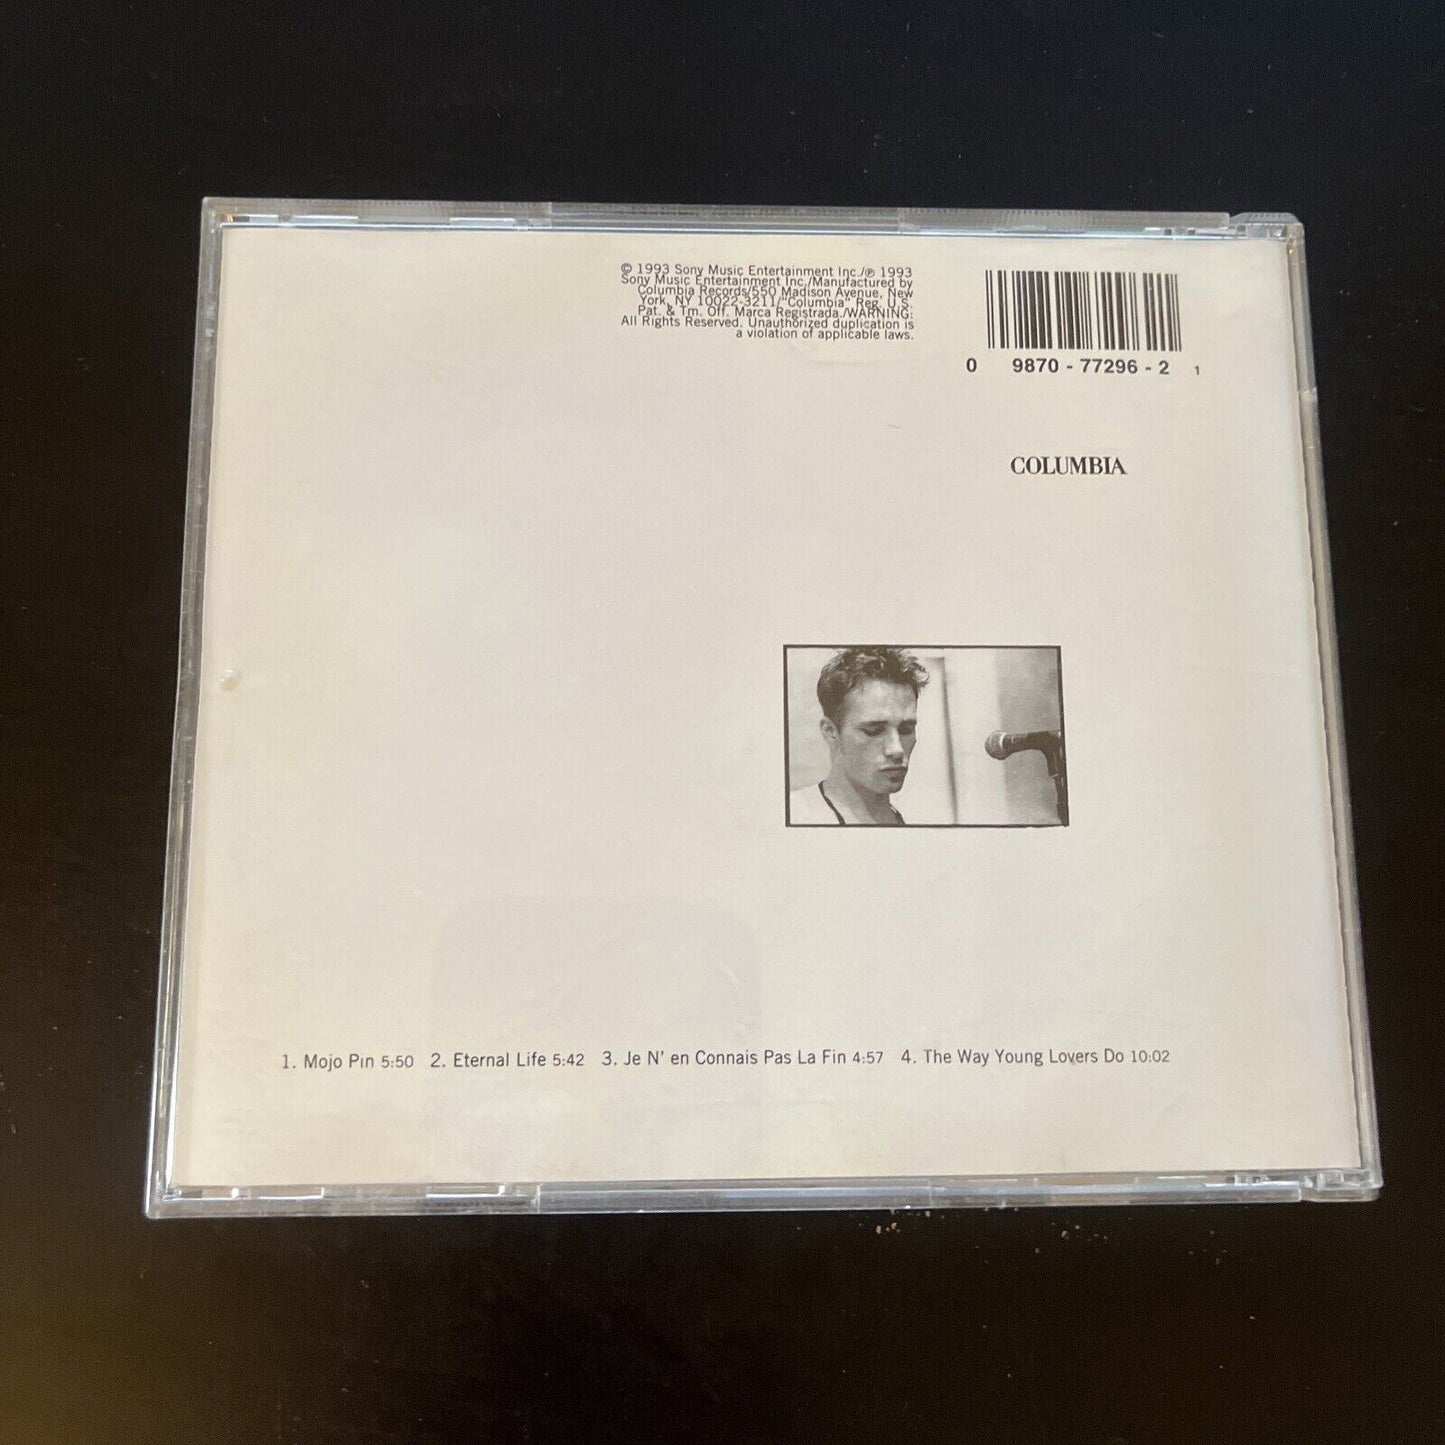 © 1993 Sony Music Entertainment Inc./℗ 1993
Sony Music Entertainment Inc./Manufactured by
Columbia Records/550 Madison Avenue, New
York, NY 10022-3211/"Columbia" Reg. U.S.
Pat. & Tm. Off. Marca Registrada./WARNING:
All Rights Reserved. Unauthorized duplication is
a violation of applicable laws.
0 9870-77296-2 1
COLUMBIA
1. Mojo Pin 5:50 2. Eternal Life 5:42 3. Je N' en Connais Pas La Fin 4:57 4. The Way Young Lovers Do 10:02